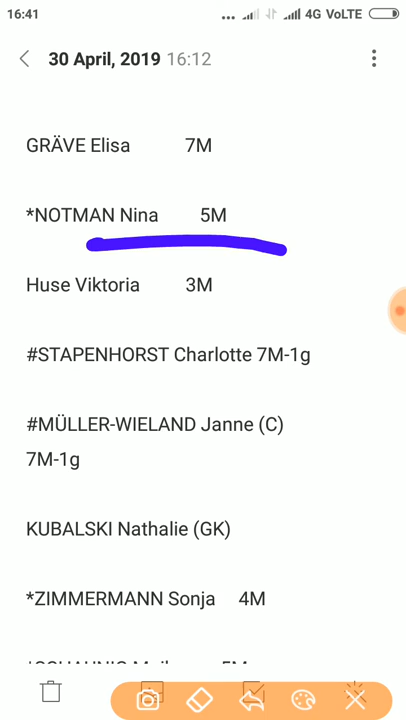 16:41 ... 4G VoLTE
30 April, 2019 16:12
GRÄVE Elisa 7M
*NOTMAN Nina 5M
Huse Viktoria 3M
#STAPENHORST Charlotte 7M-1g
#MÜLLER-WIELAND Janne (C)
7M-1g
KUBALSKI Nathalie (GK)
*ZIMMERMANN Sonja 4M